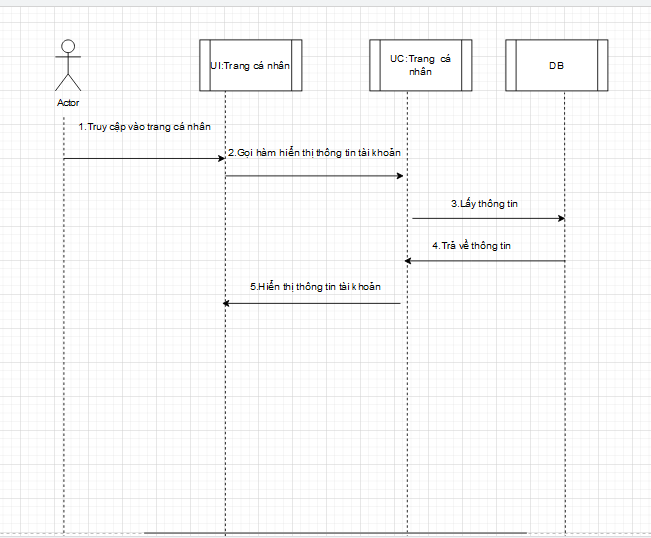 UI:Trang cá nhân
UC:Trang cá
nhân
DB
Actor
1.Truy cập vào trang cá nhân
2.Gọi hàm hiển thị thông tin tài khoản
3.Lấy thông tin
4.Trả về thông tin
5.Hiển thị thông tin tài khoản